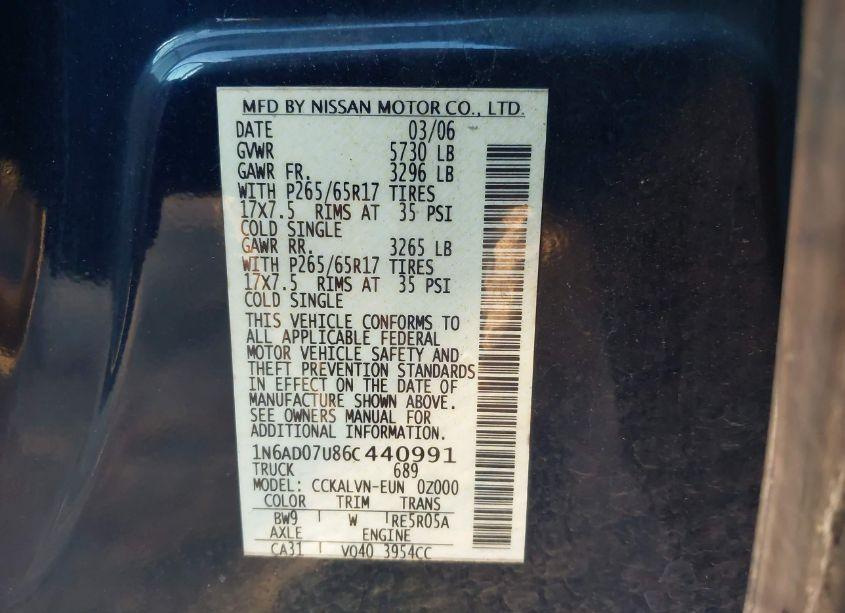 MFD BY NISSAN MOTOR CO., LTD.
DATE 03/06
GVWR 5730 LB
GAWR FR. 3296 LB
WITH P265/65R17 TIRES
17X7.5 RIMS AT 35 PSI
COLD SINGLE
GAWR RR. 3265 LB
WITH P265/65R17 TIRES
17X7.5 RIMS AT 35 PSI
COLD SINGLE
THIS VEHICLE CONFORMS TO
ALL APPLICABLE FEDERAL
MOTOR VEHICLE SAFETY AND
THEFT PREVENTION STANDARDS
IN EFFECT ON THE DATE OF
MANUFACTURE SHOWN ABOVE.
SEE OWNERS MANUAL FOR
ADDITIONAL INFORMATION.
1N6AD07U86C440991
TRUCK 689
MODEL: CCKALVN-EUN 0Z000
COLOR TRIM TRANS
BW9 W RE5R05A
AXLE ENGINE
CA31 VQ40 3954CC